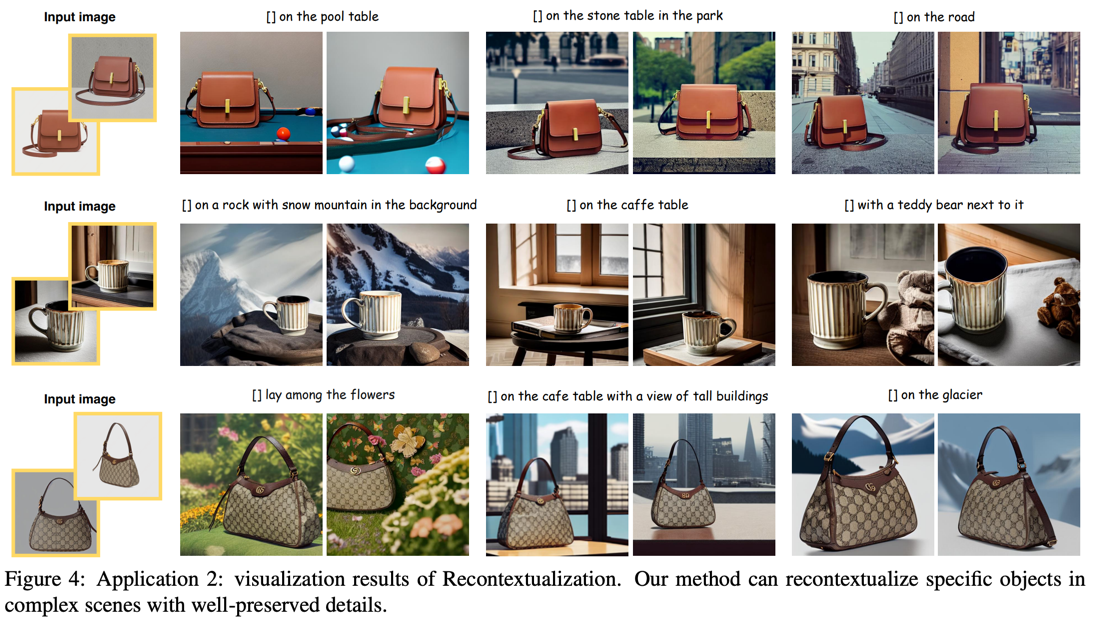 Input image
[] on the pool table
[] on the stone table in the park
[] on the road
Input image
[] on a rock with snow mountain in the background
[] on the caffe table
[] with a teddy bear next to it
Input image
[] lay among the flowers
[] on the cafe table with a view of tall buildings
[] on the glacier
Figure 4: Application 2: visualization results of Recontextualization. Our method can recontextualize specific objects in
complex scenes with well-preserved details.